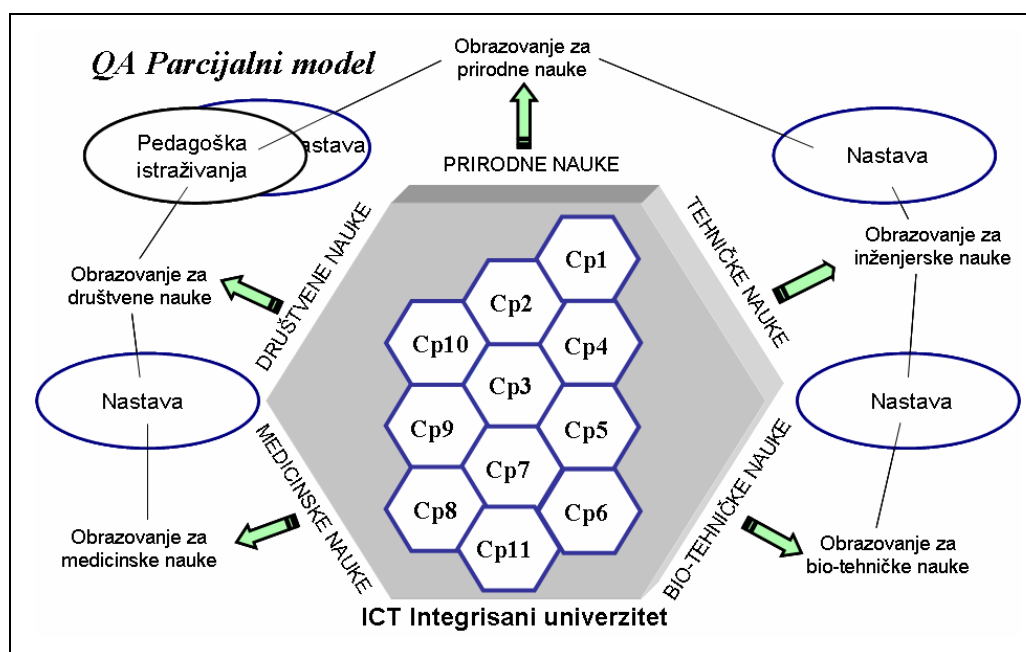 QA Parcijalni model
Obrazovanje za
prirodne nauke
Pedagoška
istraživanja
astava
Nastava
PRIRODNE NAUKE
DRUŠTVENE NAUKE
TEHNIČKE NAUKE
Obrazovanje za
društvene nauke
Obrazovanje za
inženjerske nauke
Cp1
Cp2
Cp10
Cp4
Cp3
Cp9
Cp5
Cp7
Cp8
Cp6
Cp11
Nastava
Nastava
MEDICINSKE NAUKE
BIO-TEHNIČKE NAUKE
Obrazovanje za
medicinske nauke
Obrazovanje za
bio-tehničke nauke
ICT Integrisani univerzitet